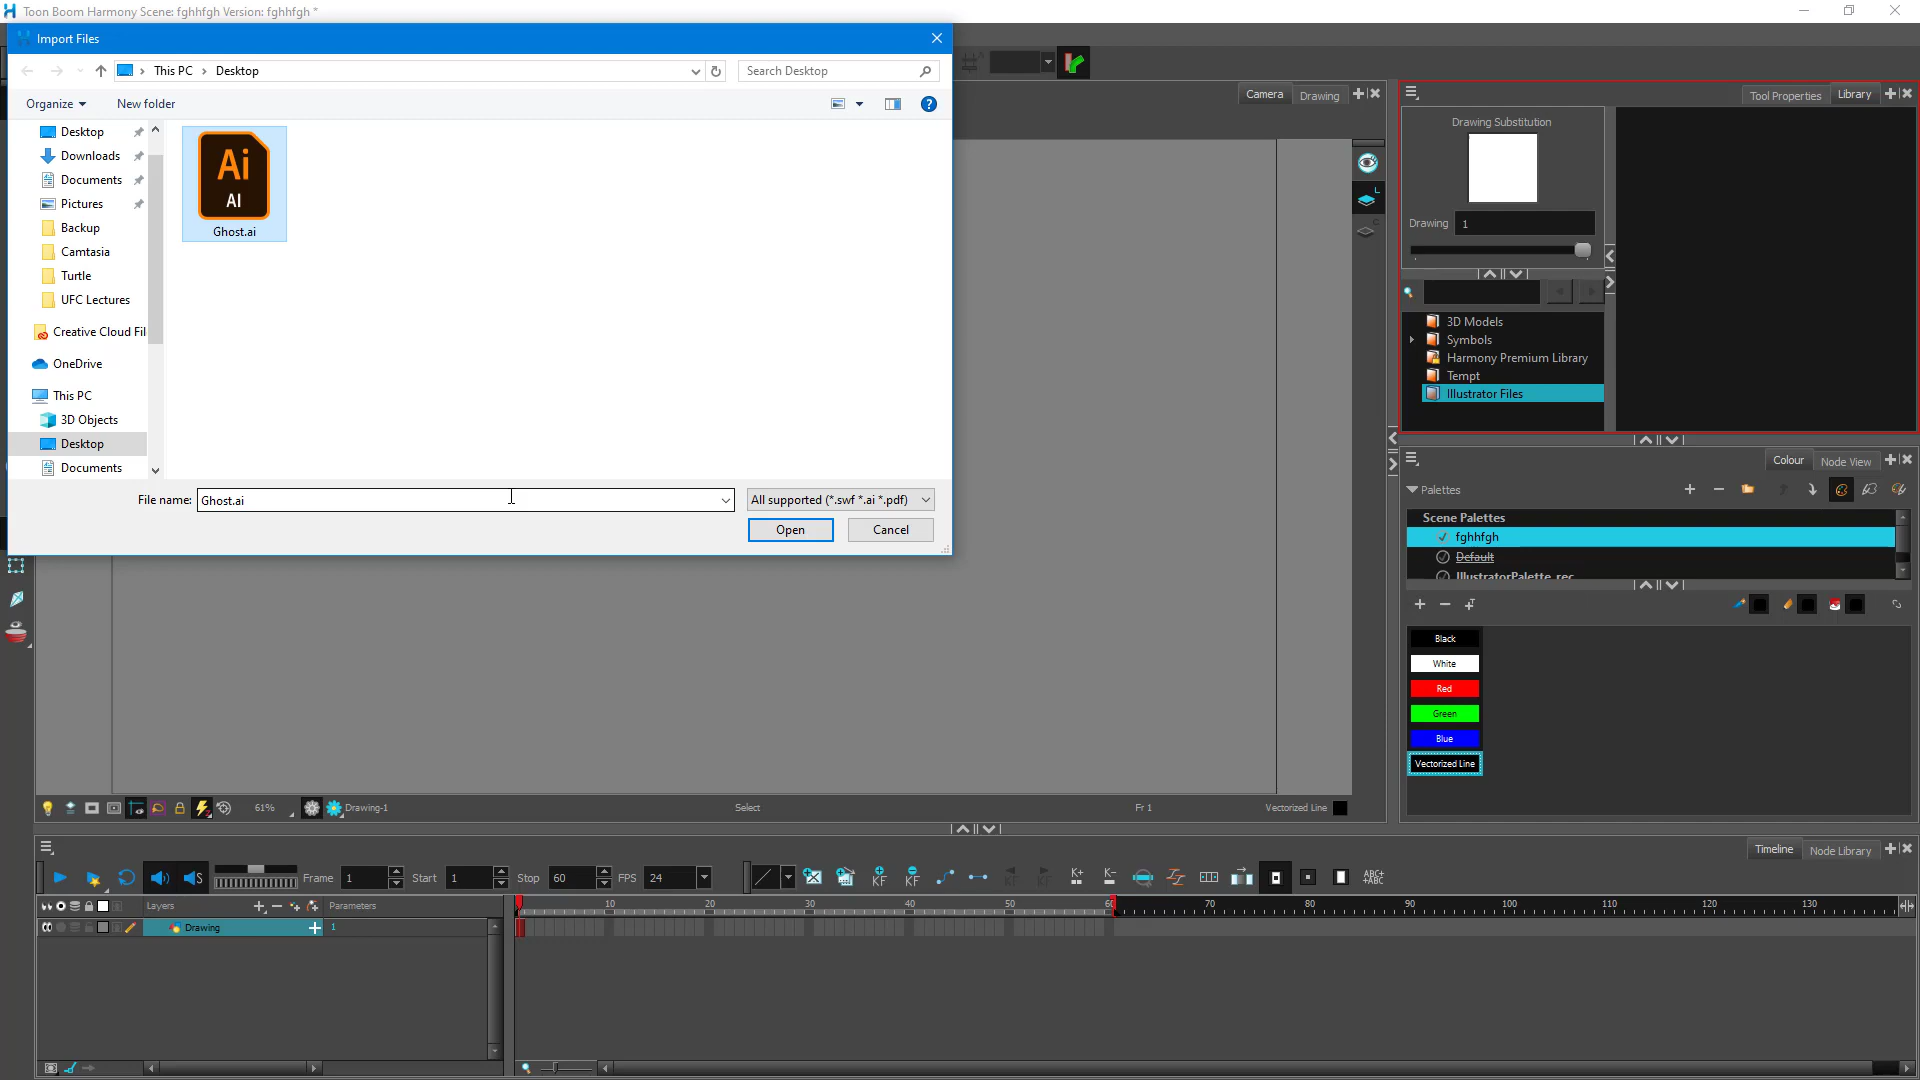 Toon Boom Harmony Scene: fghhfgh Version: fghhfgh *
Import Files
This PC
Desktop
Search Desktop
Organize
New folder
Desktop
Downloads
Documents
Pictures
Backup
Camtasia
Turtle
UFC Lectures
Creative Cloud Fil
OneDrive
This PC
3D Objects
Desktop
Documents
Ai
AI
Ghost.ai
File name:
Ghost.ai
All supported (*.swf *.ai *.pdf)
Open
Cancel
Camera
Drawing
Tool Properties
Library
Drawing Substitution
Drawing
1
3D Models
Symbols
Harmony Premium Library
Tempt
Illustrator Files
Colour
Node View
Palettes
Scene Palettes
fghhfgh
Default
IllustratorPalette_rec
Black
White
Red
Green
Blue
Vectorized Line
61%
Drawing-1
Select
Fr 1
Vectorized Line
Timeline
Node Library
Frame
1
Start
1
Stop
60
FPS
24
KF
KF
K+
K-
ABC+
ABC
Layers
Parameters
10
20
30
40
50
60
70
80
90
100
110
120
130
Drawing
1